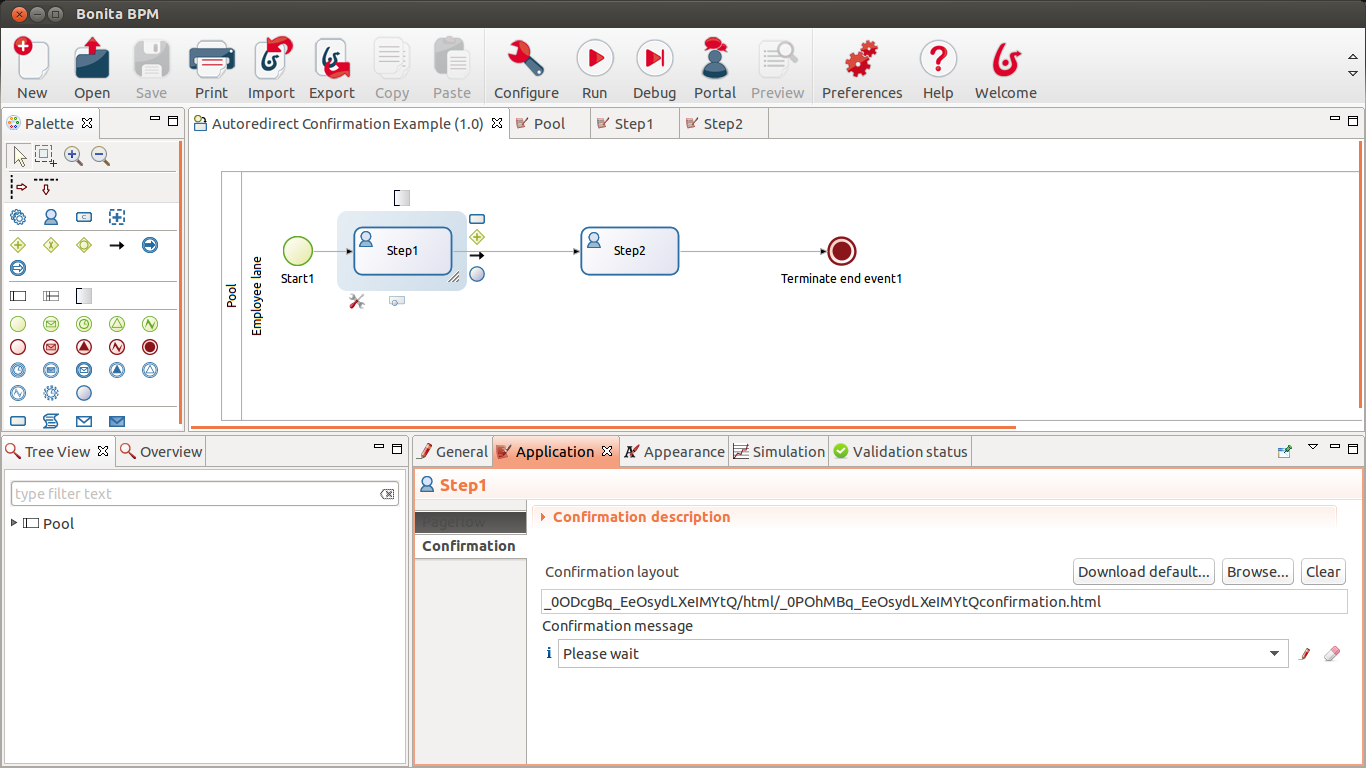 Bonita BPM
New Open Save Print Import Export Copy Paste Configure Run Debug Portal Preview Preferences Help Welcome
Palette
Autoredirect Confirmation Example (1.0) Pool Step1 Step2
Pool
Employee lane
Start1
Step1
Step2
Terminate end event1
Tree View Overview
type filter text
Pool
General Application Appearance Simulation Validation status
Step1
Pageflow
Confirmation
Confirmation description
Confirmation layout Download default... Browse... Clear
_0ODcgBq_EeOsydLXeIMYtQ/html/_0POhMBq_EeOsydLXeIMYtQconfirmation.html
Confirmation message
Please wait